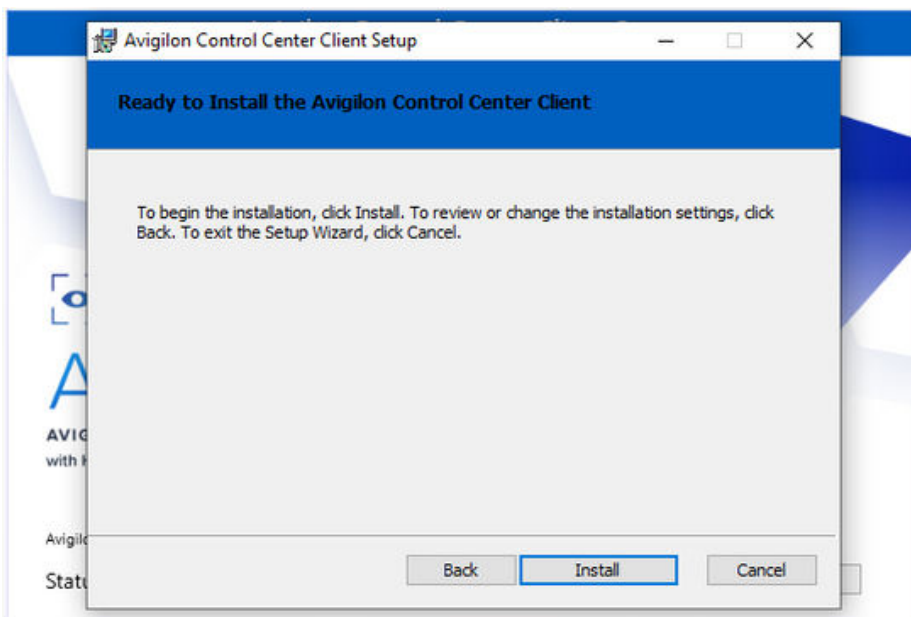 Avigilon Control Center Client Setup
Ready to Install the Avigilon Control Center Client
To begin the installation, click Install. To review or change the installation settings, click
Back. To exit the Setup Wizard, click Cancel.
A
AVIG
with
Avigil
Stat
Back
Install
Cancel